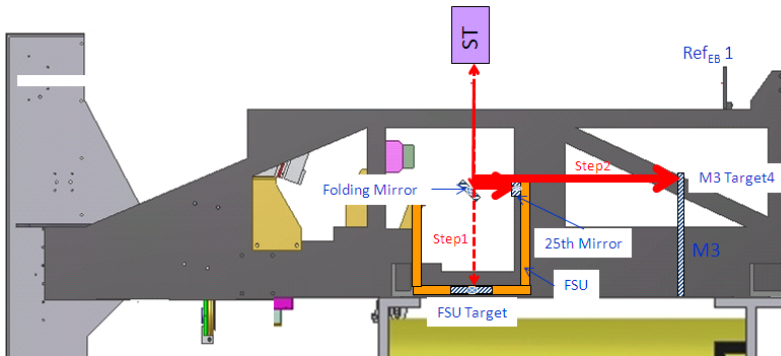 ST
Ref_EB 1
Step2
M3 Target4
Folding Mirror
Step1
25th Mirror
M3
FSU
FSU Target